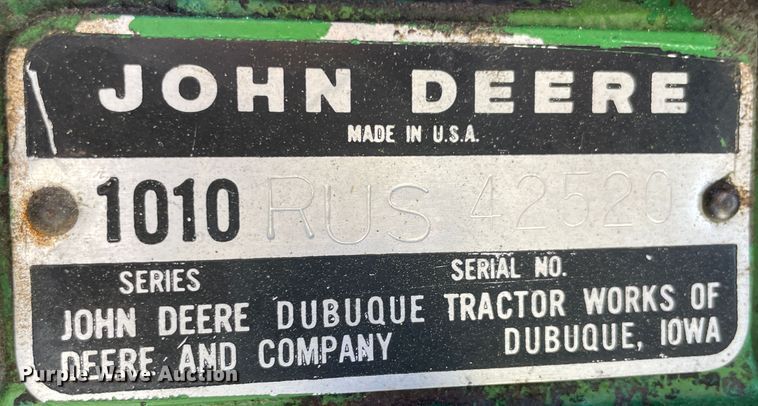 JOHN DEERE
MADE IN U.S.A.
1010 RUS 42520
SERIES SERIAL NO.
JOHN DEERE DUBUQUE TRACTOR WORKS OF
DEERE AND COMPANY DUBUQUE, IOWA
Purple Wave Auction